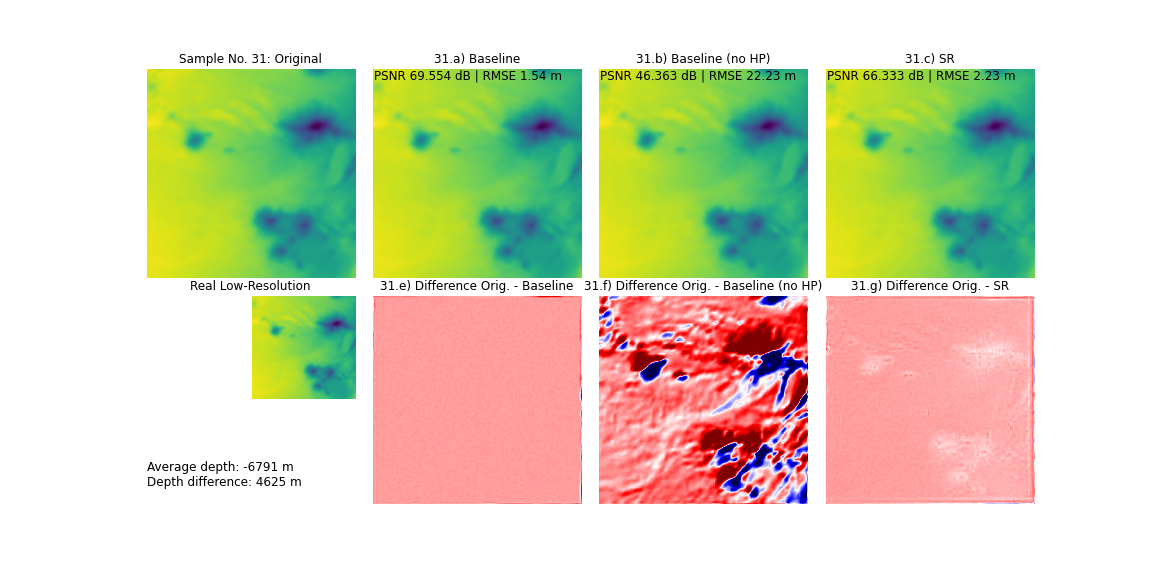 Sample No. 31: Original
31.a) Baseline
31.b) Baseline (no HP)
31.c) SR
PSNR 69.554 dB | RMSE 1.54 m
PSNR 46.363 dB | RMSE 22.23 m
PSNR 66.333 dB | RMSE 2.23 m
Real Low-Resolution
31.e) Difference Orig. - Baseline
31.f) Difference Orig. - Baseline (no HP)
31.g) Difference Orig. - SR
Average depth: -6791 m
Depth difference: 4625 m